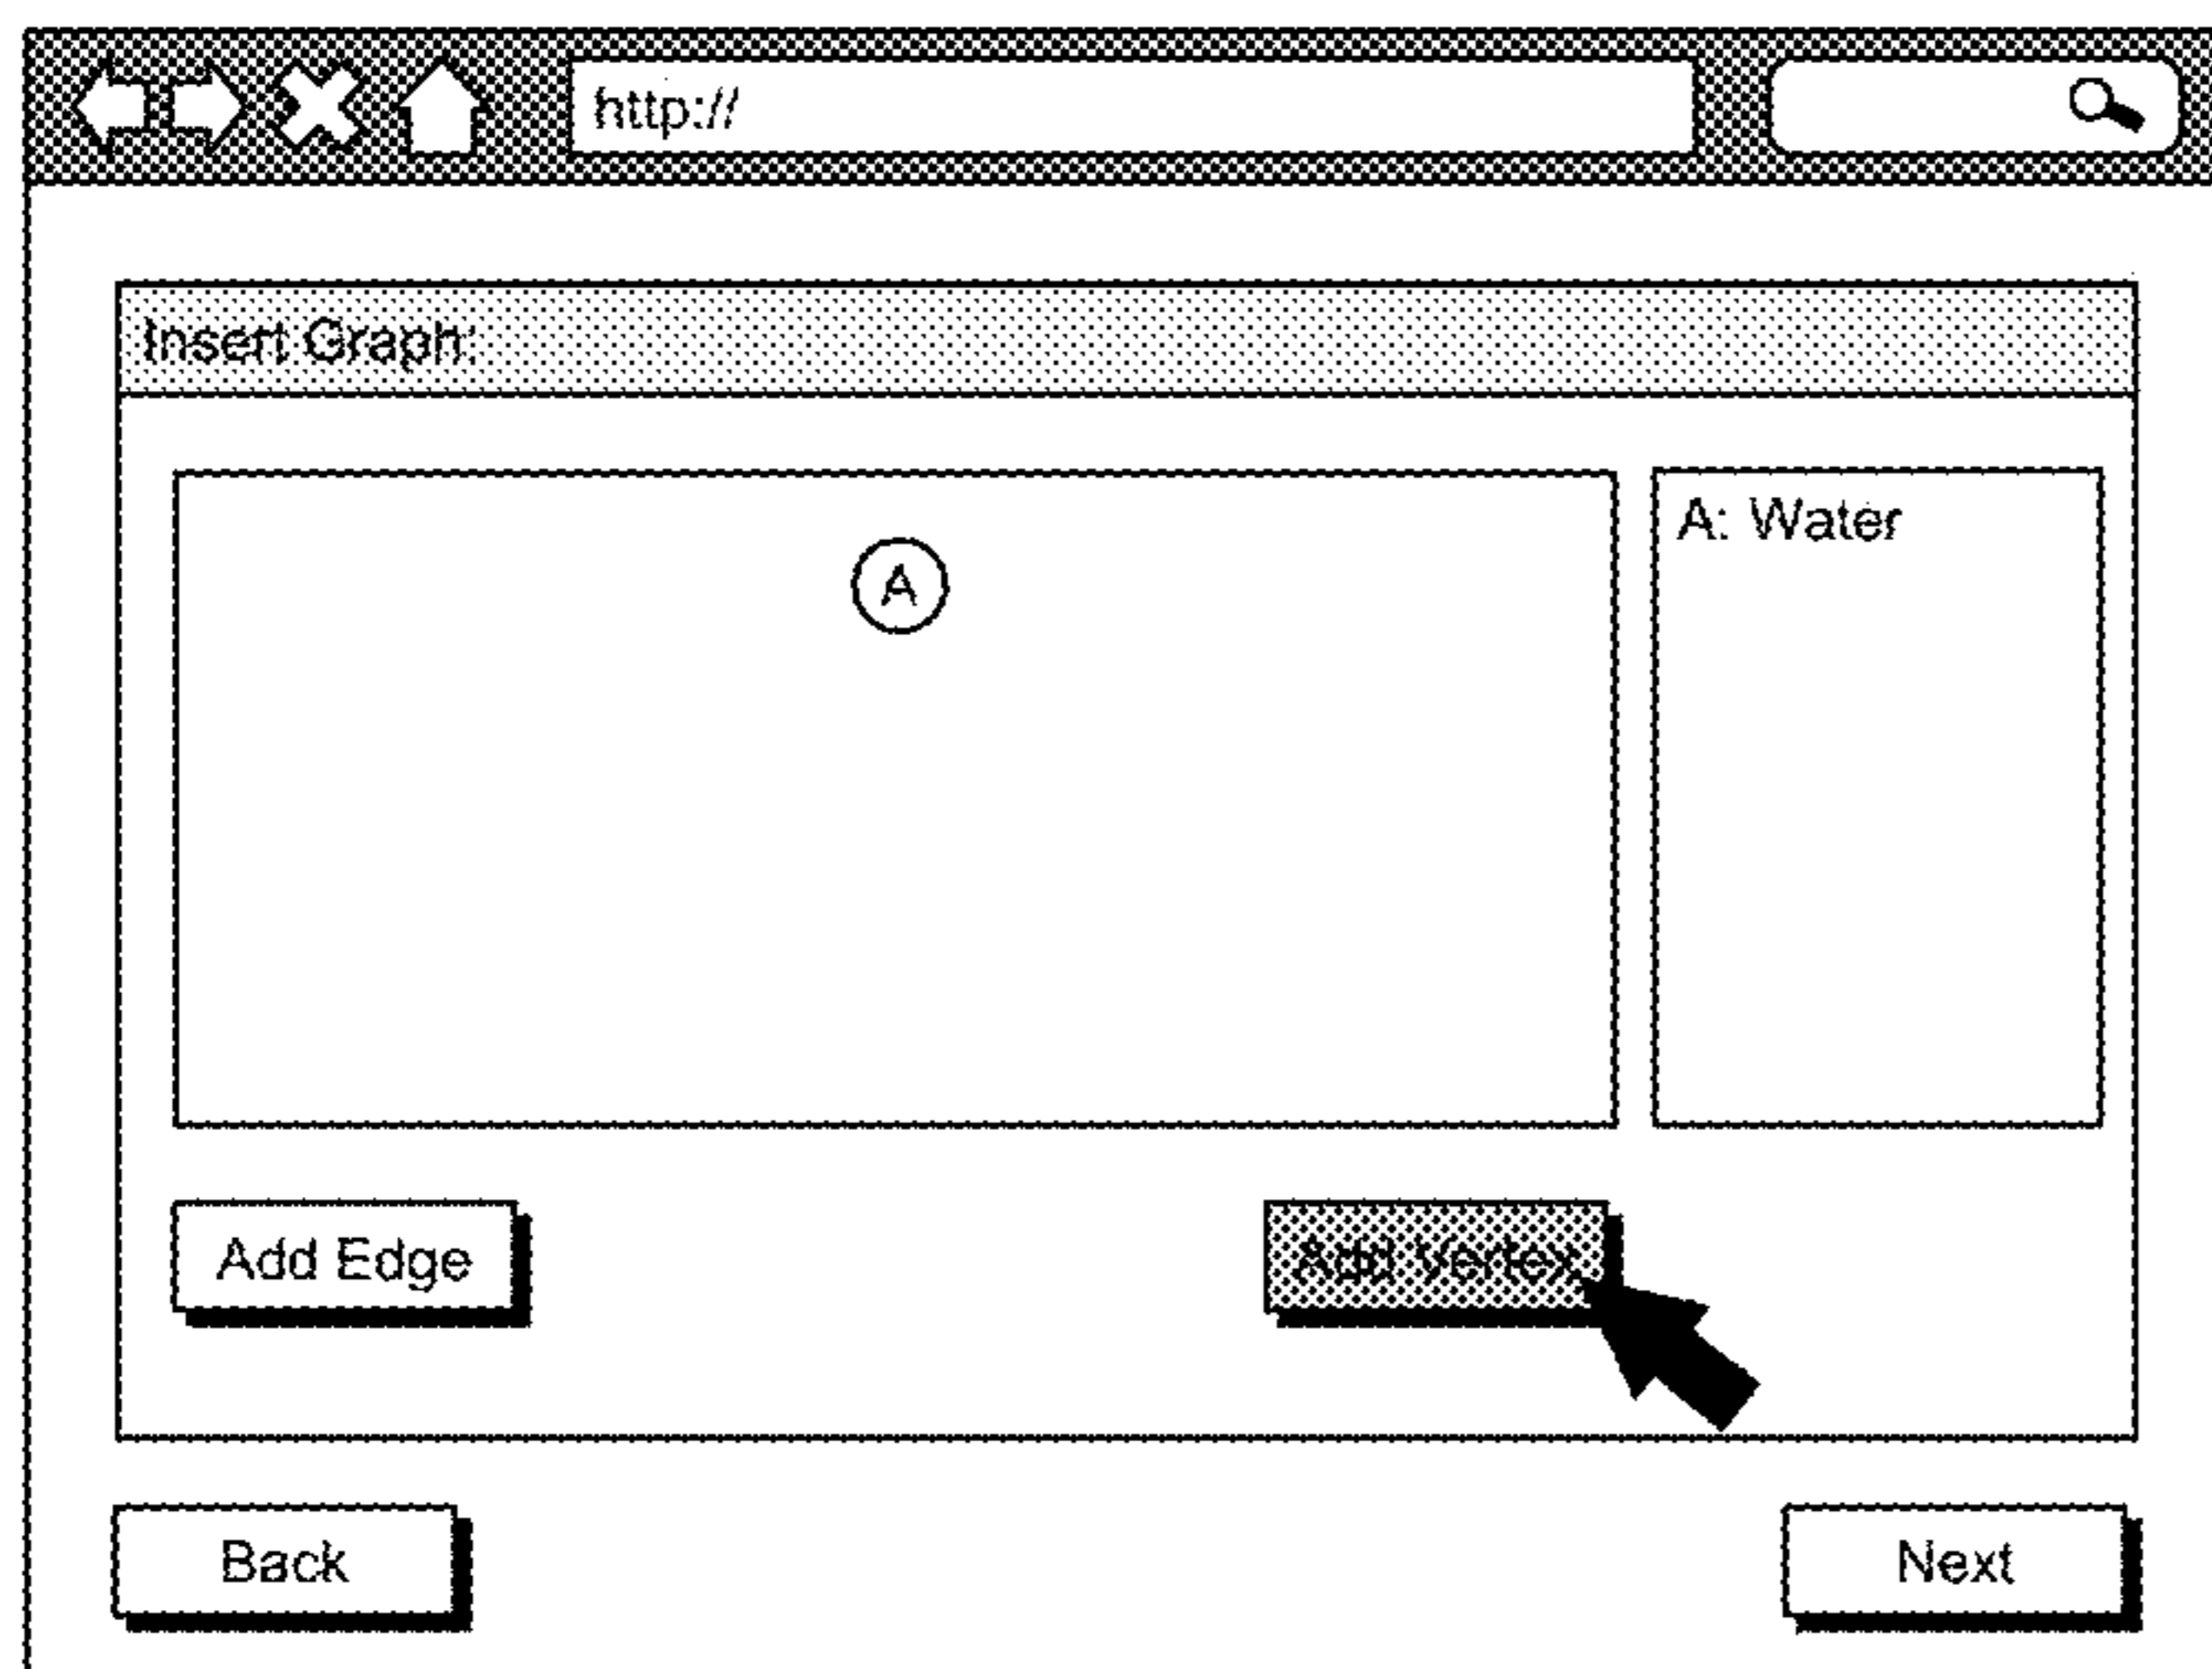 http://
Insert Graph:
A
A: Water
Add Edge
Add Vertex
Back
Next